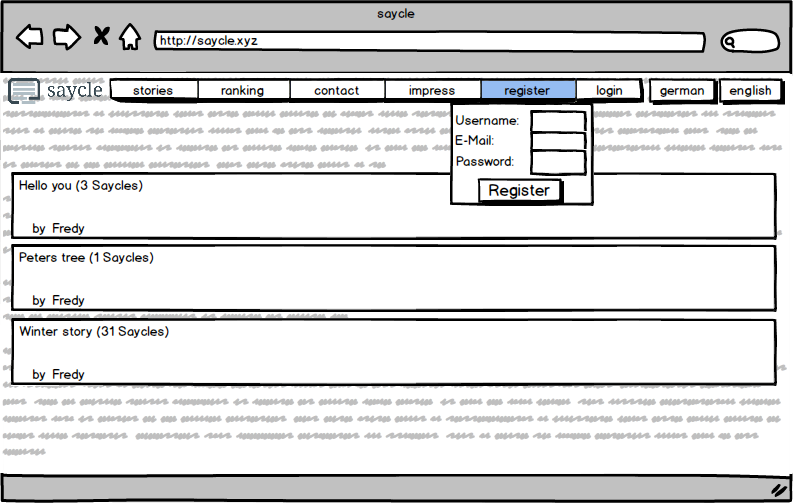 saycle
http://saycle.xyz
saycle stories ranking contact impress register login german english
Username:
E-Mail:
Password:
Register
Hello you (3 Saycles)
by Fredy
Peters tree (1 Saycles)
by Fredy
Winter story (31 Saycles)
by Fredy